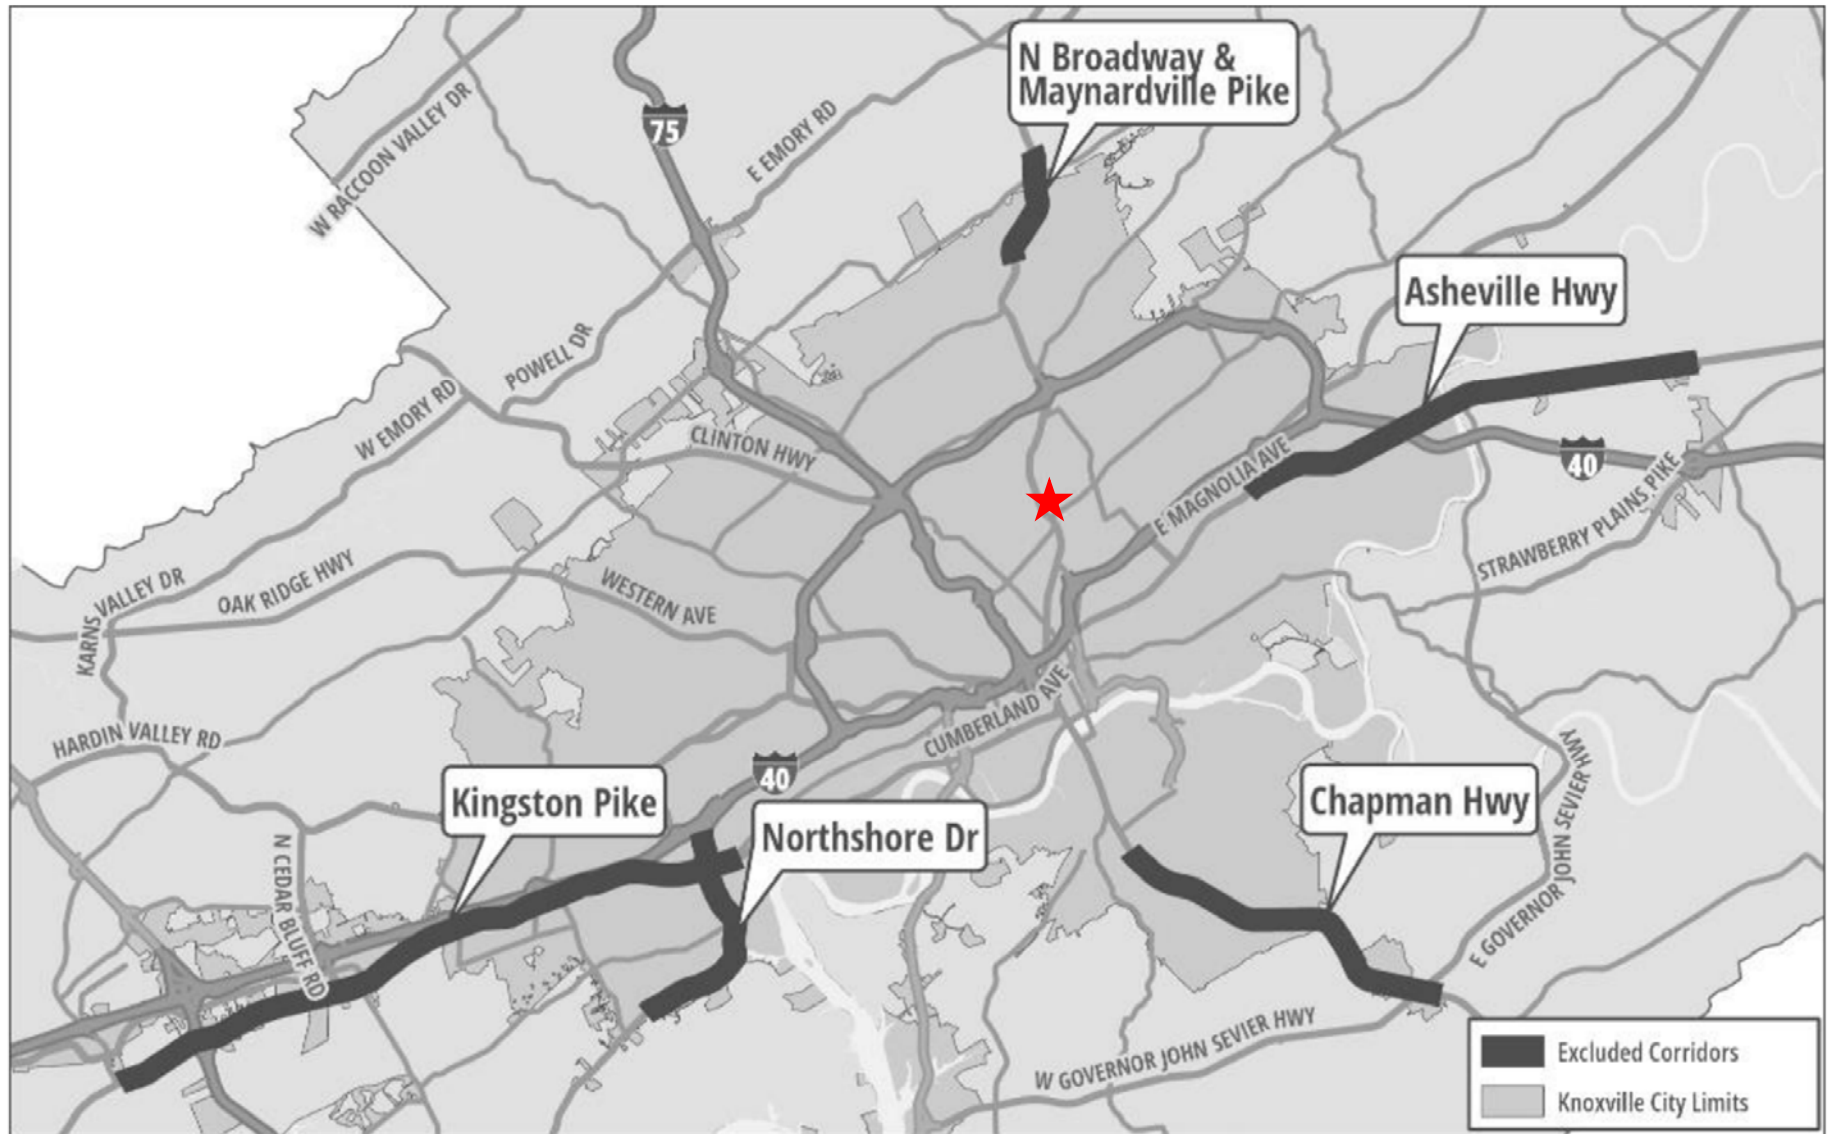 N Broadway &
Maynardville Pike
75
W RACCOON VALLEY DR
E EMORY RD
Asheville Hwy
POWELL DR
W EMORY RD
CLINTON HWY
E MAGNOLIA AVE
40
STRAWBERRY PLAINS PIKE
KARNS VALLEY DR
OAK RIDGE HWY
WESTERN AVE
HARDIN VALLEY RD
CUMBERLAND AVE
40
Kingston Pike
Northshore Dr
Chapman Hwy
E GOVERNOR JOHN SEVIER HWY
N CEDAR BLUFF RD
W GOVERNOR JOHN SEVIER HWY
Excluded Corridors
Knoxville City Limits